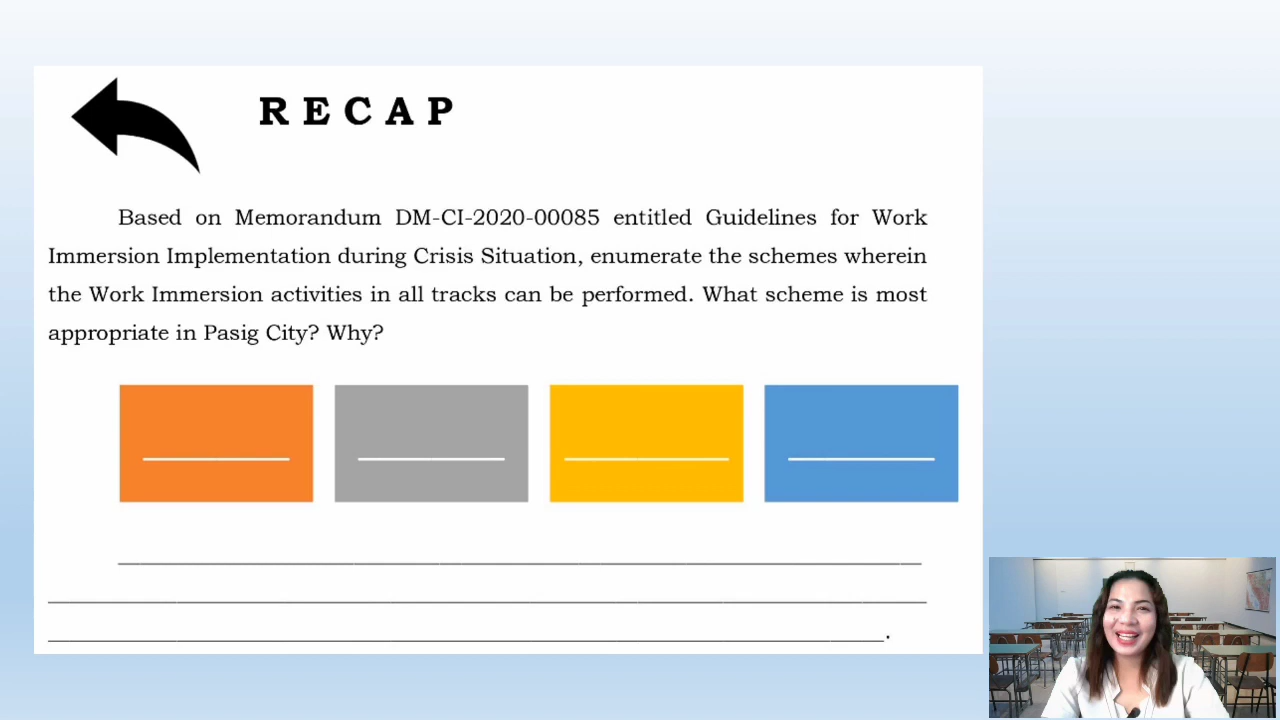 RECAP
Based on Memorandum DM-CI-2020-00085 entitled Guidelines for Work
Immersion Implementation during Crisis Situation, enumerate the schemes wherein
the Work Immersion activities in all tracks can be performed. What scheme is most
appropriate in Pasig City? Why?
.